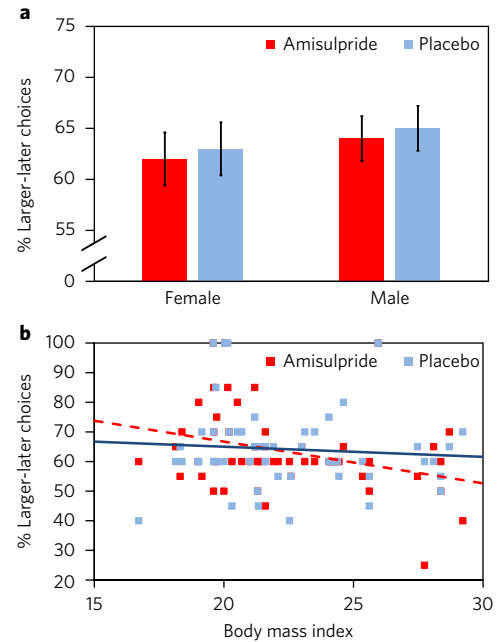 a
75
70
65
60
55
0
% Larger-later choices
Amisulpride
Placebo
Female
Male
b
100
90
80
70
60
50
40
30
20
% Larger-later choices
Amisulpride
Placebo
15
20
25
30
Body mass index